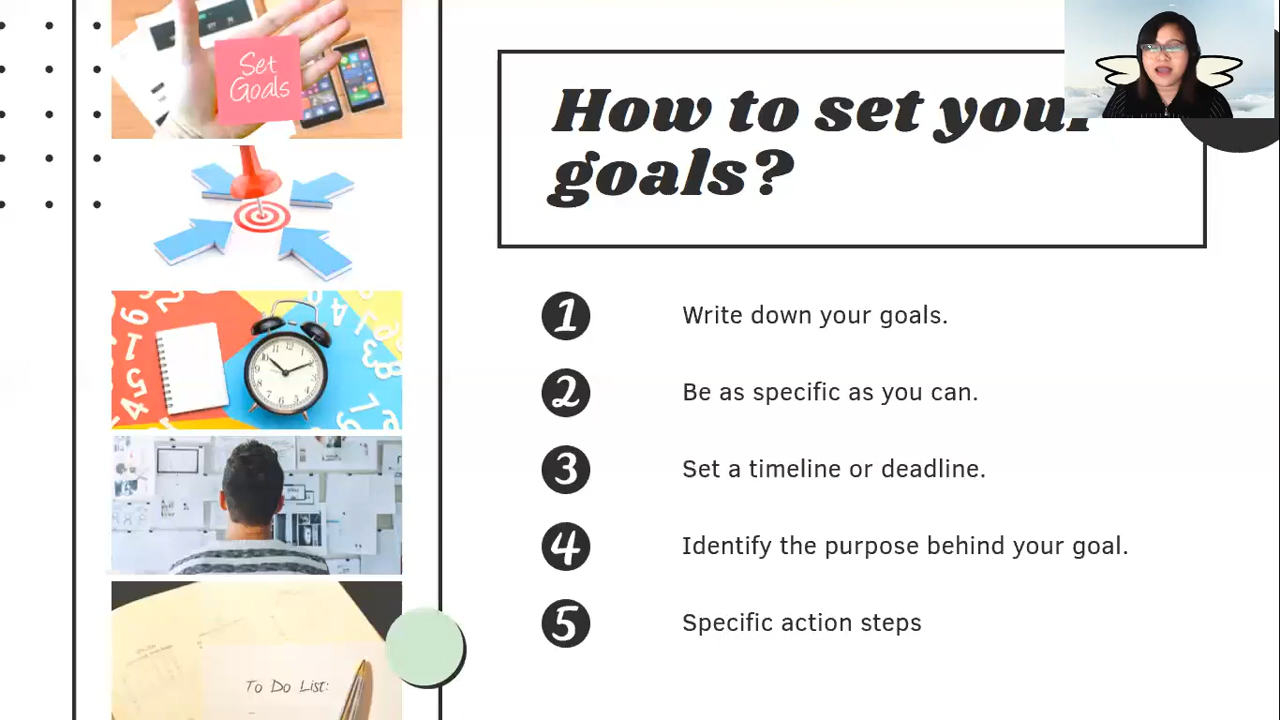 Set
Goals
How to set your
goals?
1 Write down your goals.
2 Be as specific as you can.
3 Set a timeline or deadline.
4 Identify the purpose behind your goal.
5 Specific action steps
To Do List: